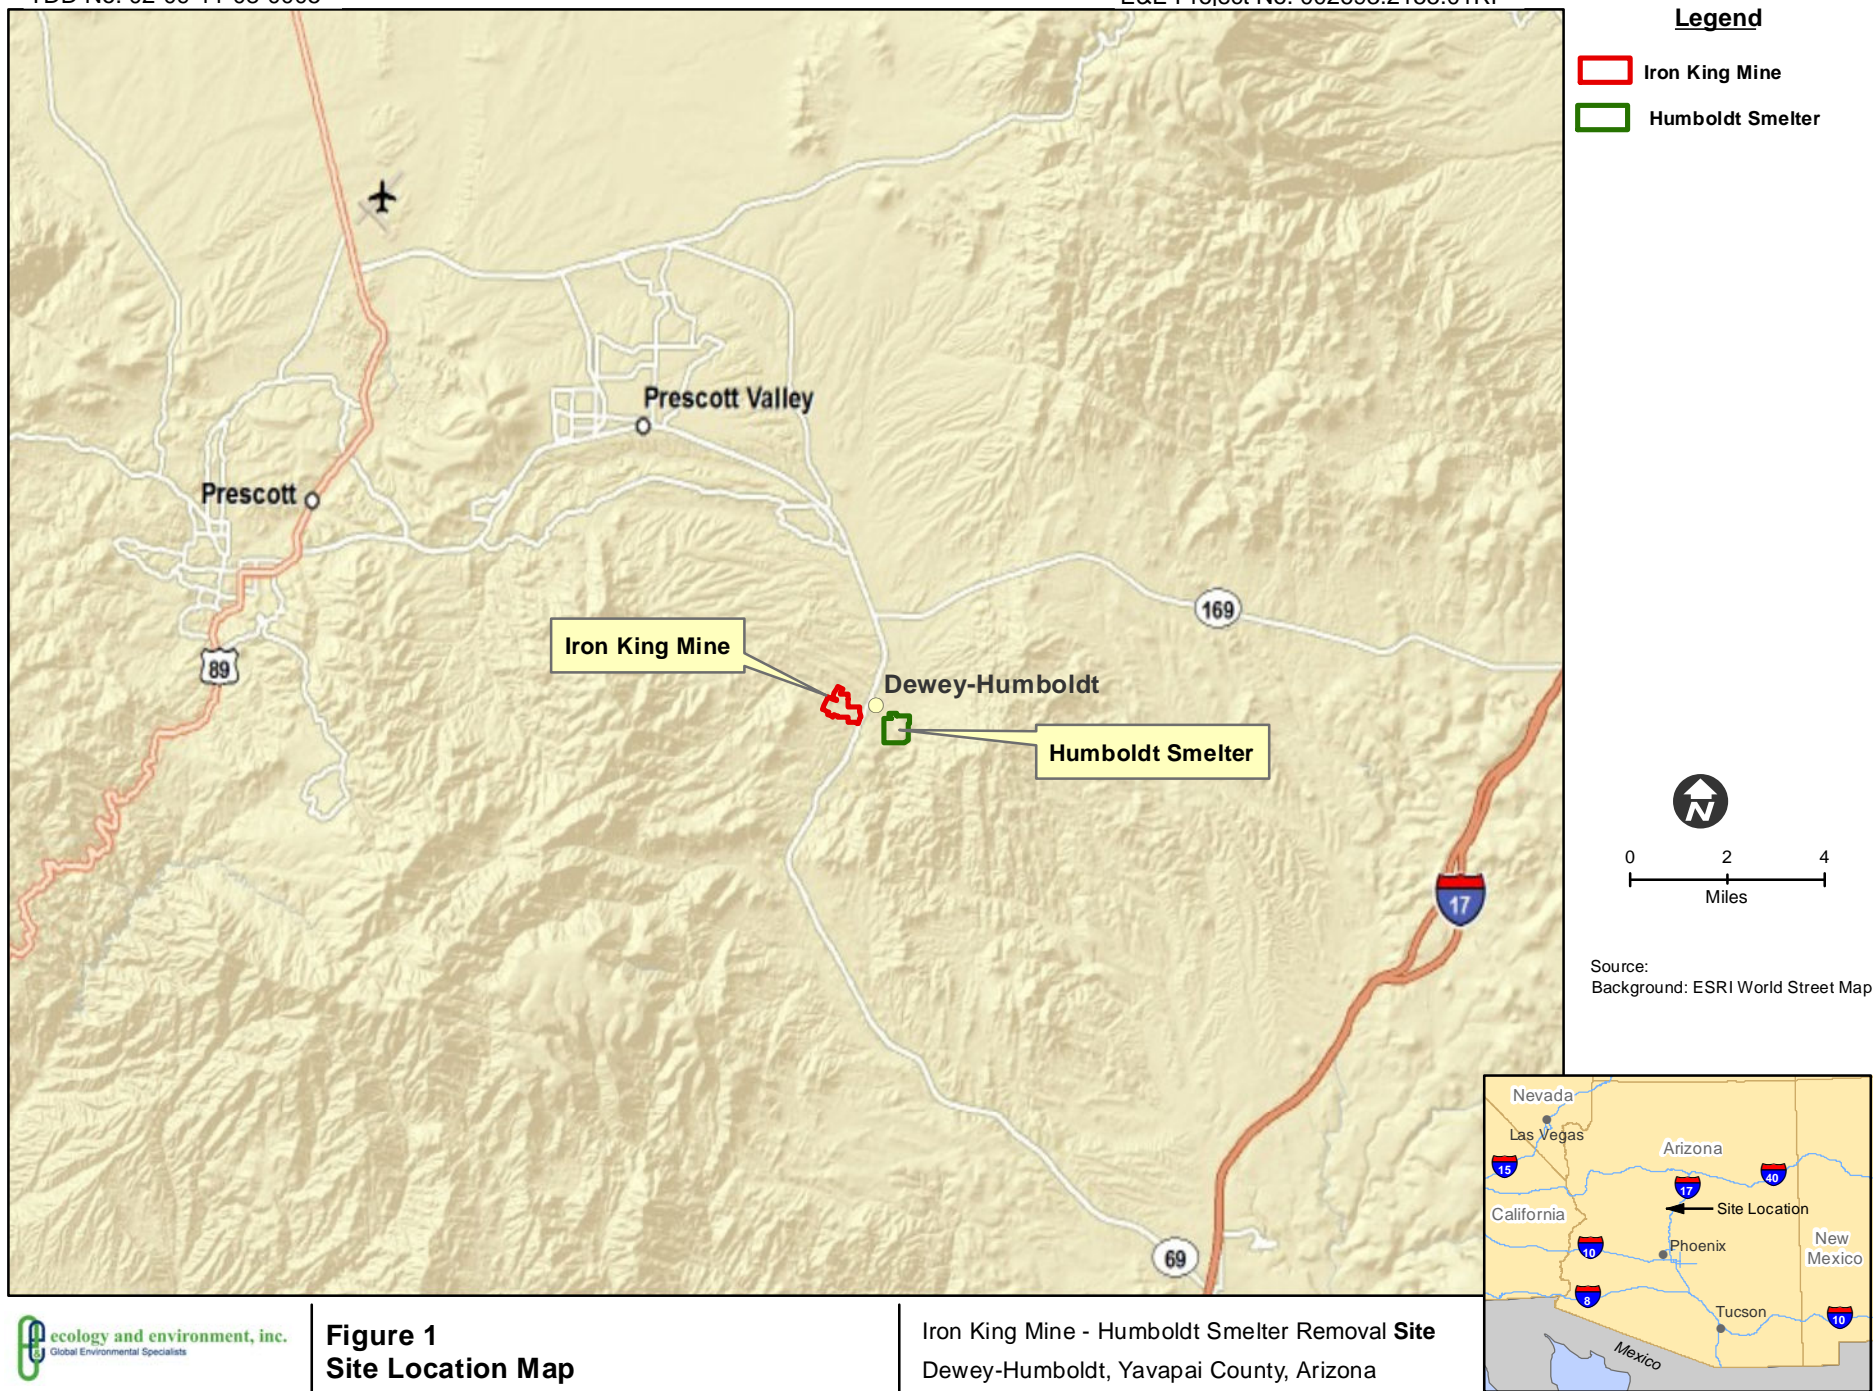 Legend
Iron King Mine
Humboldt Smelter
Prescott Valley
Prescott
169
Iron King Mine
89
Dewey-Humboldt
Humboldt Smelter
N
0 2 4
Miles
17
Source:
Background: ESRI World Street Map
69
Nevada
Las Vegas
Arizona
15
40
17
Site Location
California
Phoenix
10
New
Mexico
8
Tucson
10
Mexico
ecology and environment, inc.
Global Environmental Specialists
Figure 1
Site Location Map
Iron King Mine - Humboldt Smelter Removal Site
Dewey-Humboldt, Yavapai County, Arizona